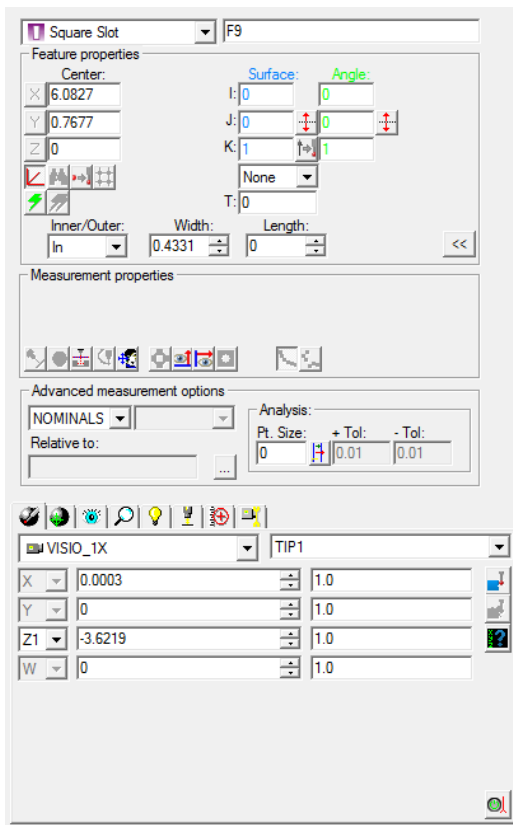 Square Slot F9
Feature properties
Center: Surface: Angle:
X 6.0827 I: 0 0
Y 0.7677 J: 0 0
Z 0 K: 1 1
None
T: 0
Inner/Outer: Width: Length:
In 0.4331 0 <<
Measurement properties
Advanced measurement options
NOMINALS
Relative to:
...
Analysis:
Pt. Size: + Tol: - Tol:
0 0.01 0.01
VISIO_1X TIP1
X 0.0003 1.0
Y 0 1.0
Z1 -3.6219 1.0
W 0 1.0